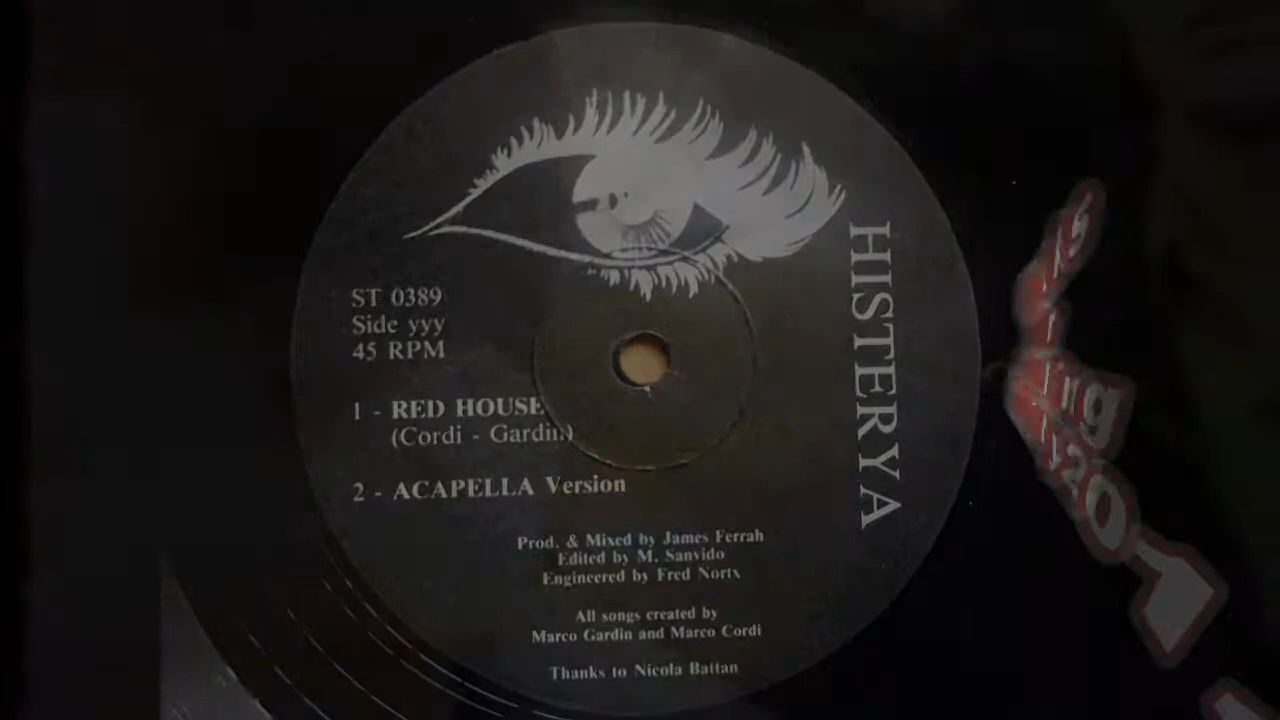 HISTERYA
ST 0389
Side yyy
45 RPM
1 - RED HOUSE
(Cordi - Gardin)
2 - ACAPELLA Version
Prod. & Mixed by James Ferrah
Edited by M. Sanvido
Engineered by Fred Nortx
All songs created by
Marco Gardin and Marco Cordi
Thanks to Nicola Battan